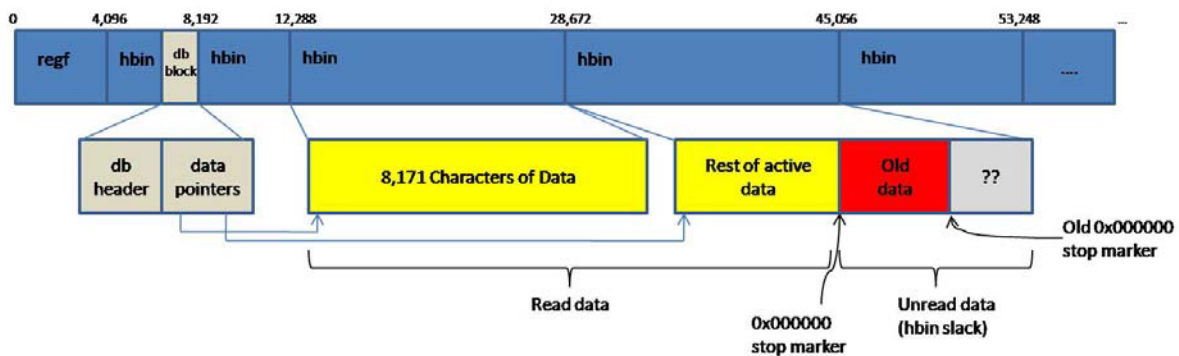 0 4,096 8,192 12,288 28,672 45,056 53,248 ...
regf hbin db block hbin hbin hbin hbin ....
db header
data pointers
8,171 Characters of Data
Rest of active data
Old data
??
Old 0x000000
stop marker
Read data
0x000000
stop marker
Unread data
(hbin slack)